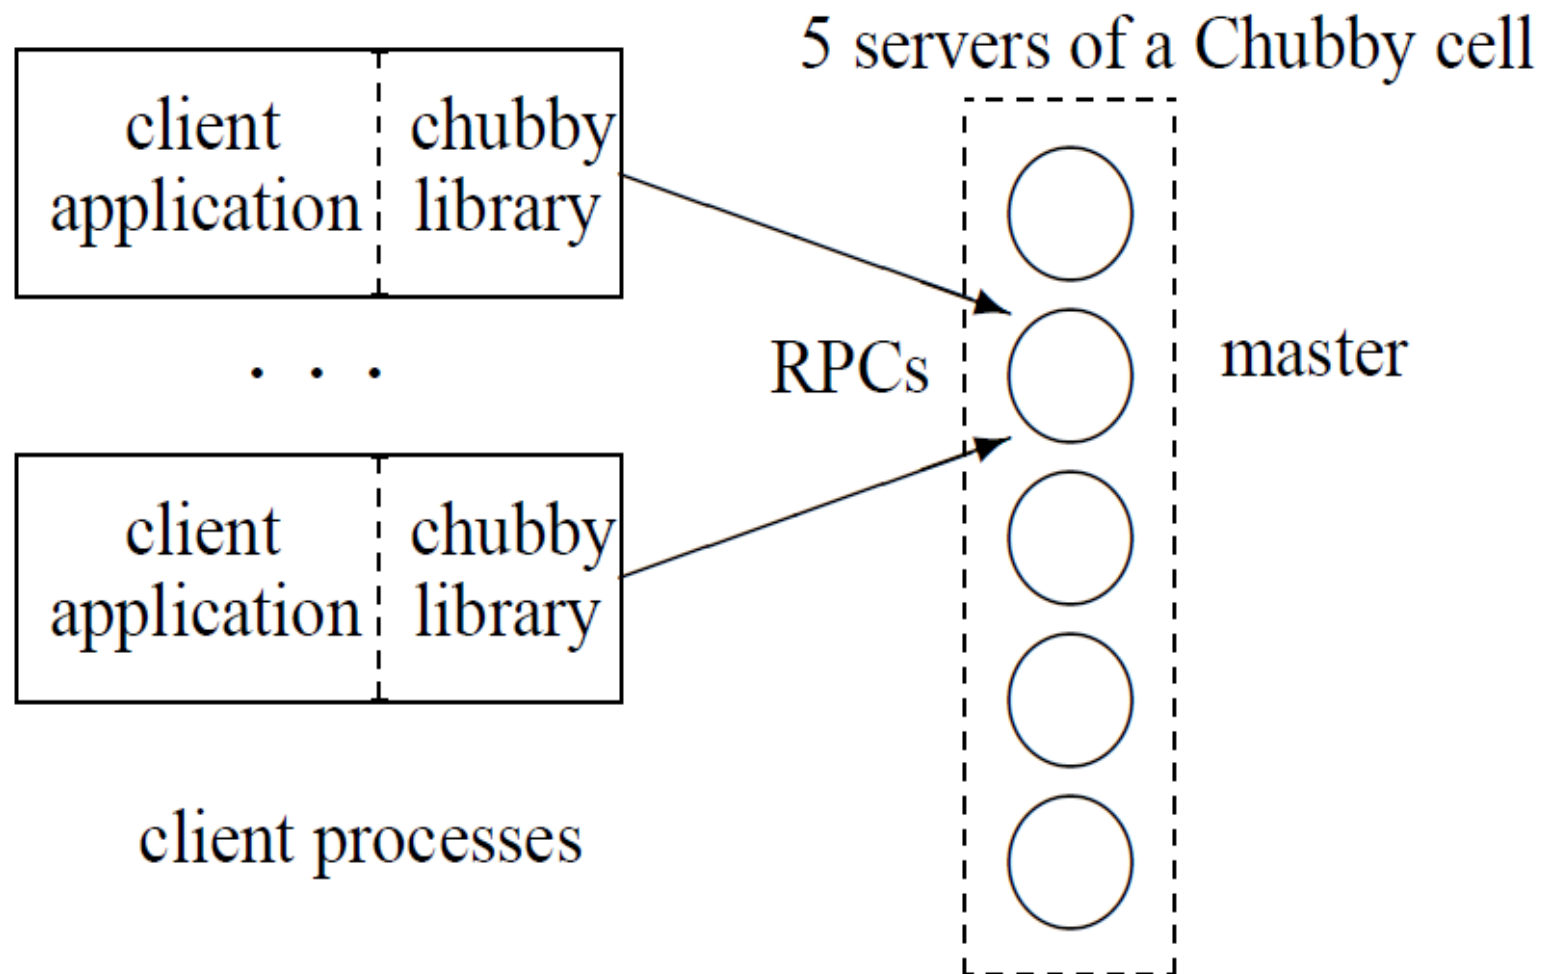 5 servers of a Chubby cell
client
application
chubby
library
. . .
RPCs
master
client
application
chubby
library
client processes